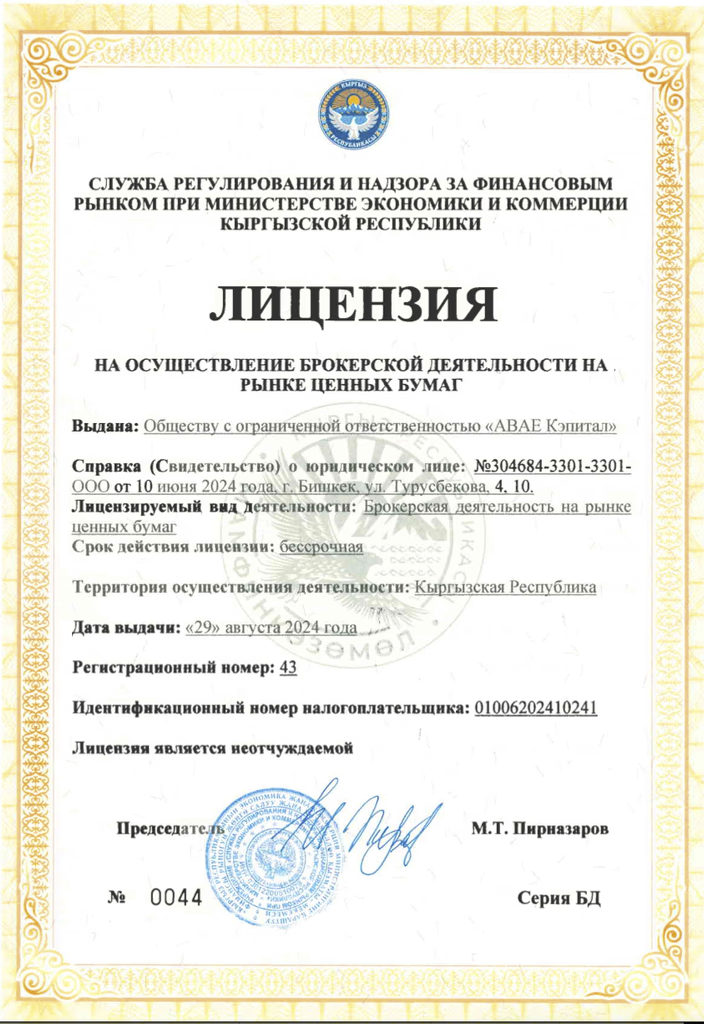 КЫРГЫЗ
РЕСПУБЛИКАСЫ
СЛУЖБА РЕГУЛИРОВАНИЯ И НАДЗОРА ЗА ФИНАНСОВЫМ
РЫНКОМ ПРИ МИНИСТЕРСТВЕ ЭКОНОМИКИ И КОММЕРЦИИ
КЫРГЫЗСКОЙ РЕСПУБЛИКИ
ЛИЦЕНЗИЯ
НА ОСУЩЕСТВЛЕНИЕ БРОКЕРСКОЙ ДЕЯТЕЛЬНОСТИ НА
РЫНКЕ ЦЕННЫХ БУМАГ
Выдана: Обществу с ограниченной ответственностью «АВАЕ Кэпитал»
Справка (Свидетельство) о юридическом лице: №304684-3301-3301-
ООО от 10 июня 2024 года, г. Бишкек, ул. Турусбекова, 4, 10.
Лицензируемый вид деятельности: Брокерская деятельность на рынке
ценных бумаг
Срок действия лицензии: бессрочная
Территория осуществления деятельности: Кыргызская Республика
Дата выдачи: «29» августа 2024 года
Регистрационный номер: 43
Идентификационный номер налогоплательщика: 01006202410241
Лицензия является неотчуждаемой
Председатель М.Т. Пирназаров
№ 0044 Серия БД